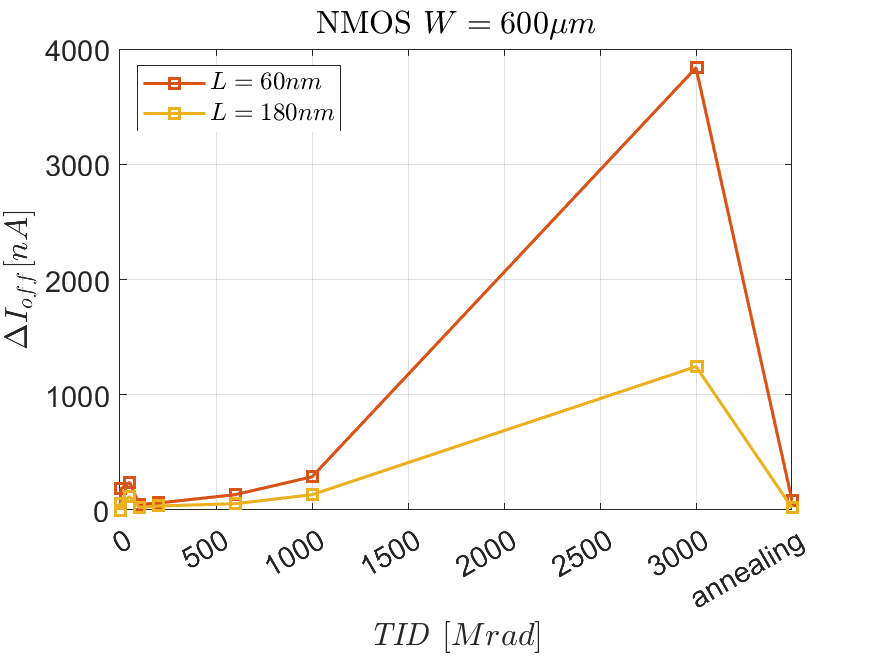 NMOS W = 600μm
L = 60nm
L = 180nm
4000
3000
2000
1000
0
ΔI_off[nA]
0
500
1000
1500
2000
2500
3000
annealing
TID [Mrad]